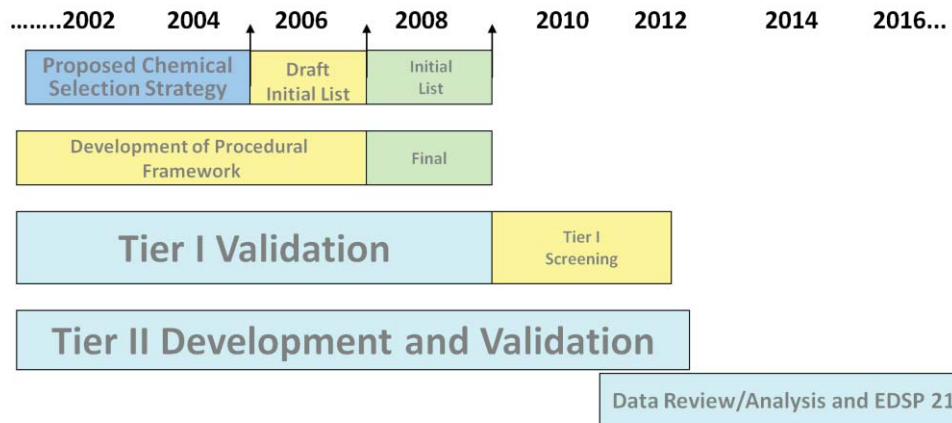 ........2002 2004 2006 2008 2010 2012 2014 2016...
Proposed Chemical
Selection Strategy
Draft
Initial List
Initial
List
Development of Procedural
Framework
Final
Tier I Validation
Tier I
Screening
Tier II Development and Validation
Data Review/Analysis and EDSP 21